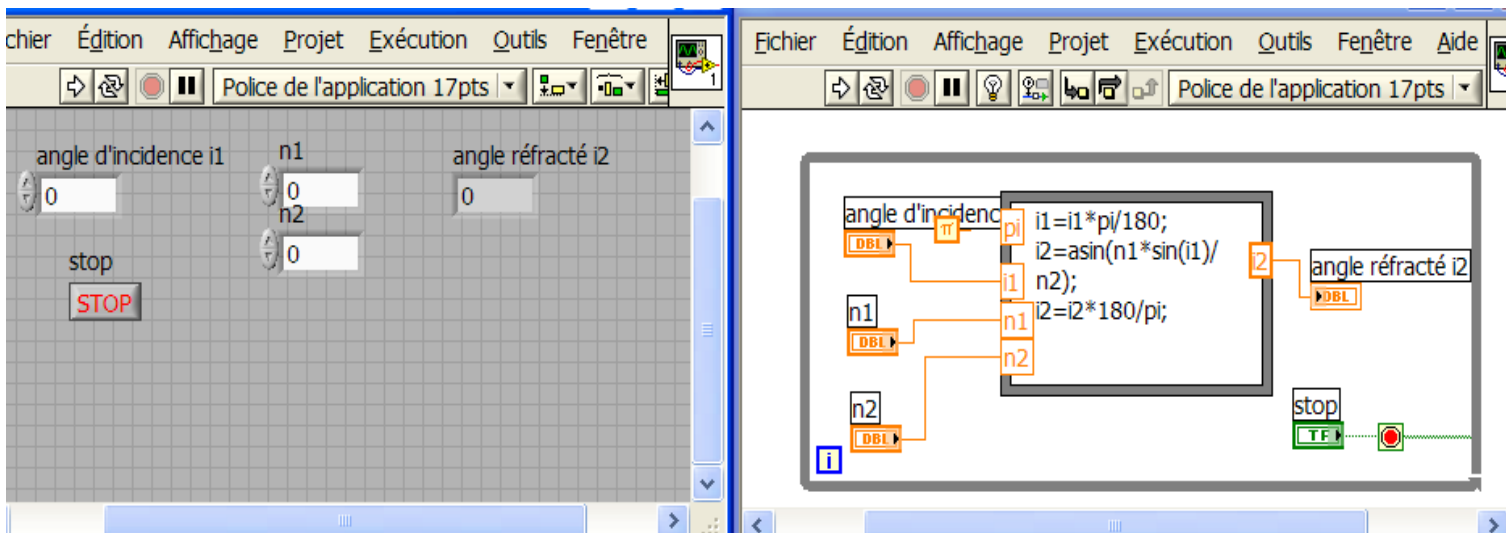 chier Édition Affichage Projet Exécution Outils Fenêtre
Police de l'application 17pts
1
angle d'incidence i1
0
n1
0
n2
0
angle réfracté i2
0
stop
STOP
Fichier Édition Affichage Projet Exécution Outils Fenêtre Aide
Police de l'application 17pts
angle d'incidenc
DBL
π
pi
i1
n1
n2
i1=i1*pi/180;
i2=asin(n1*sin(i1)/
n2);
i2=i2*180/pi;
i2
angle réfracté i2
DBL
n1
DBL
n2
DBL
stop
TF
i